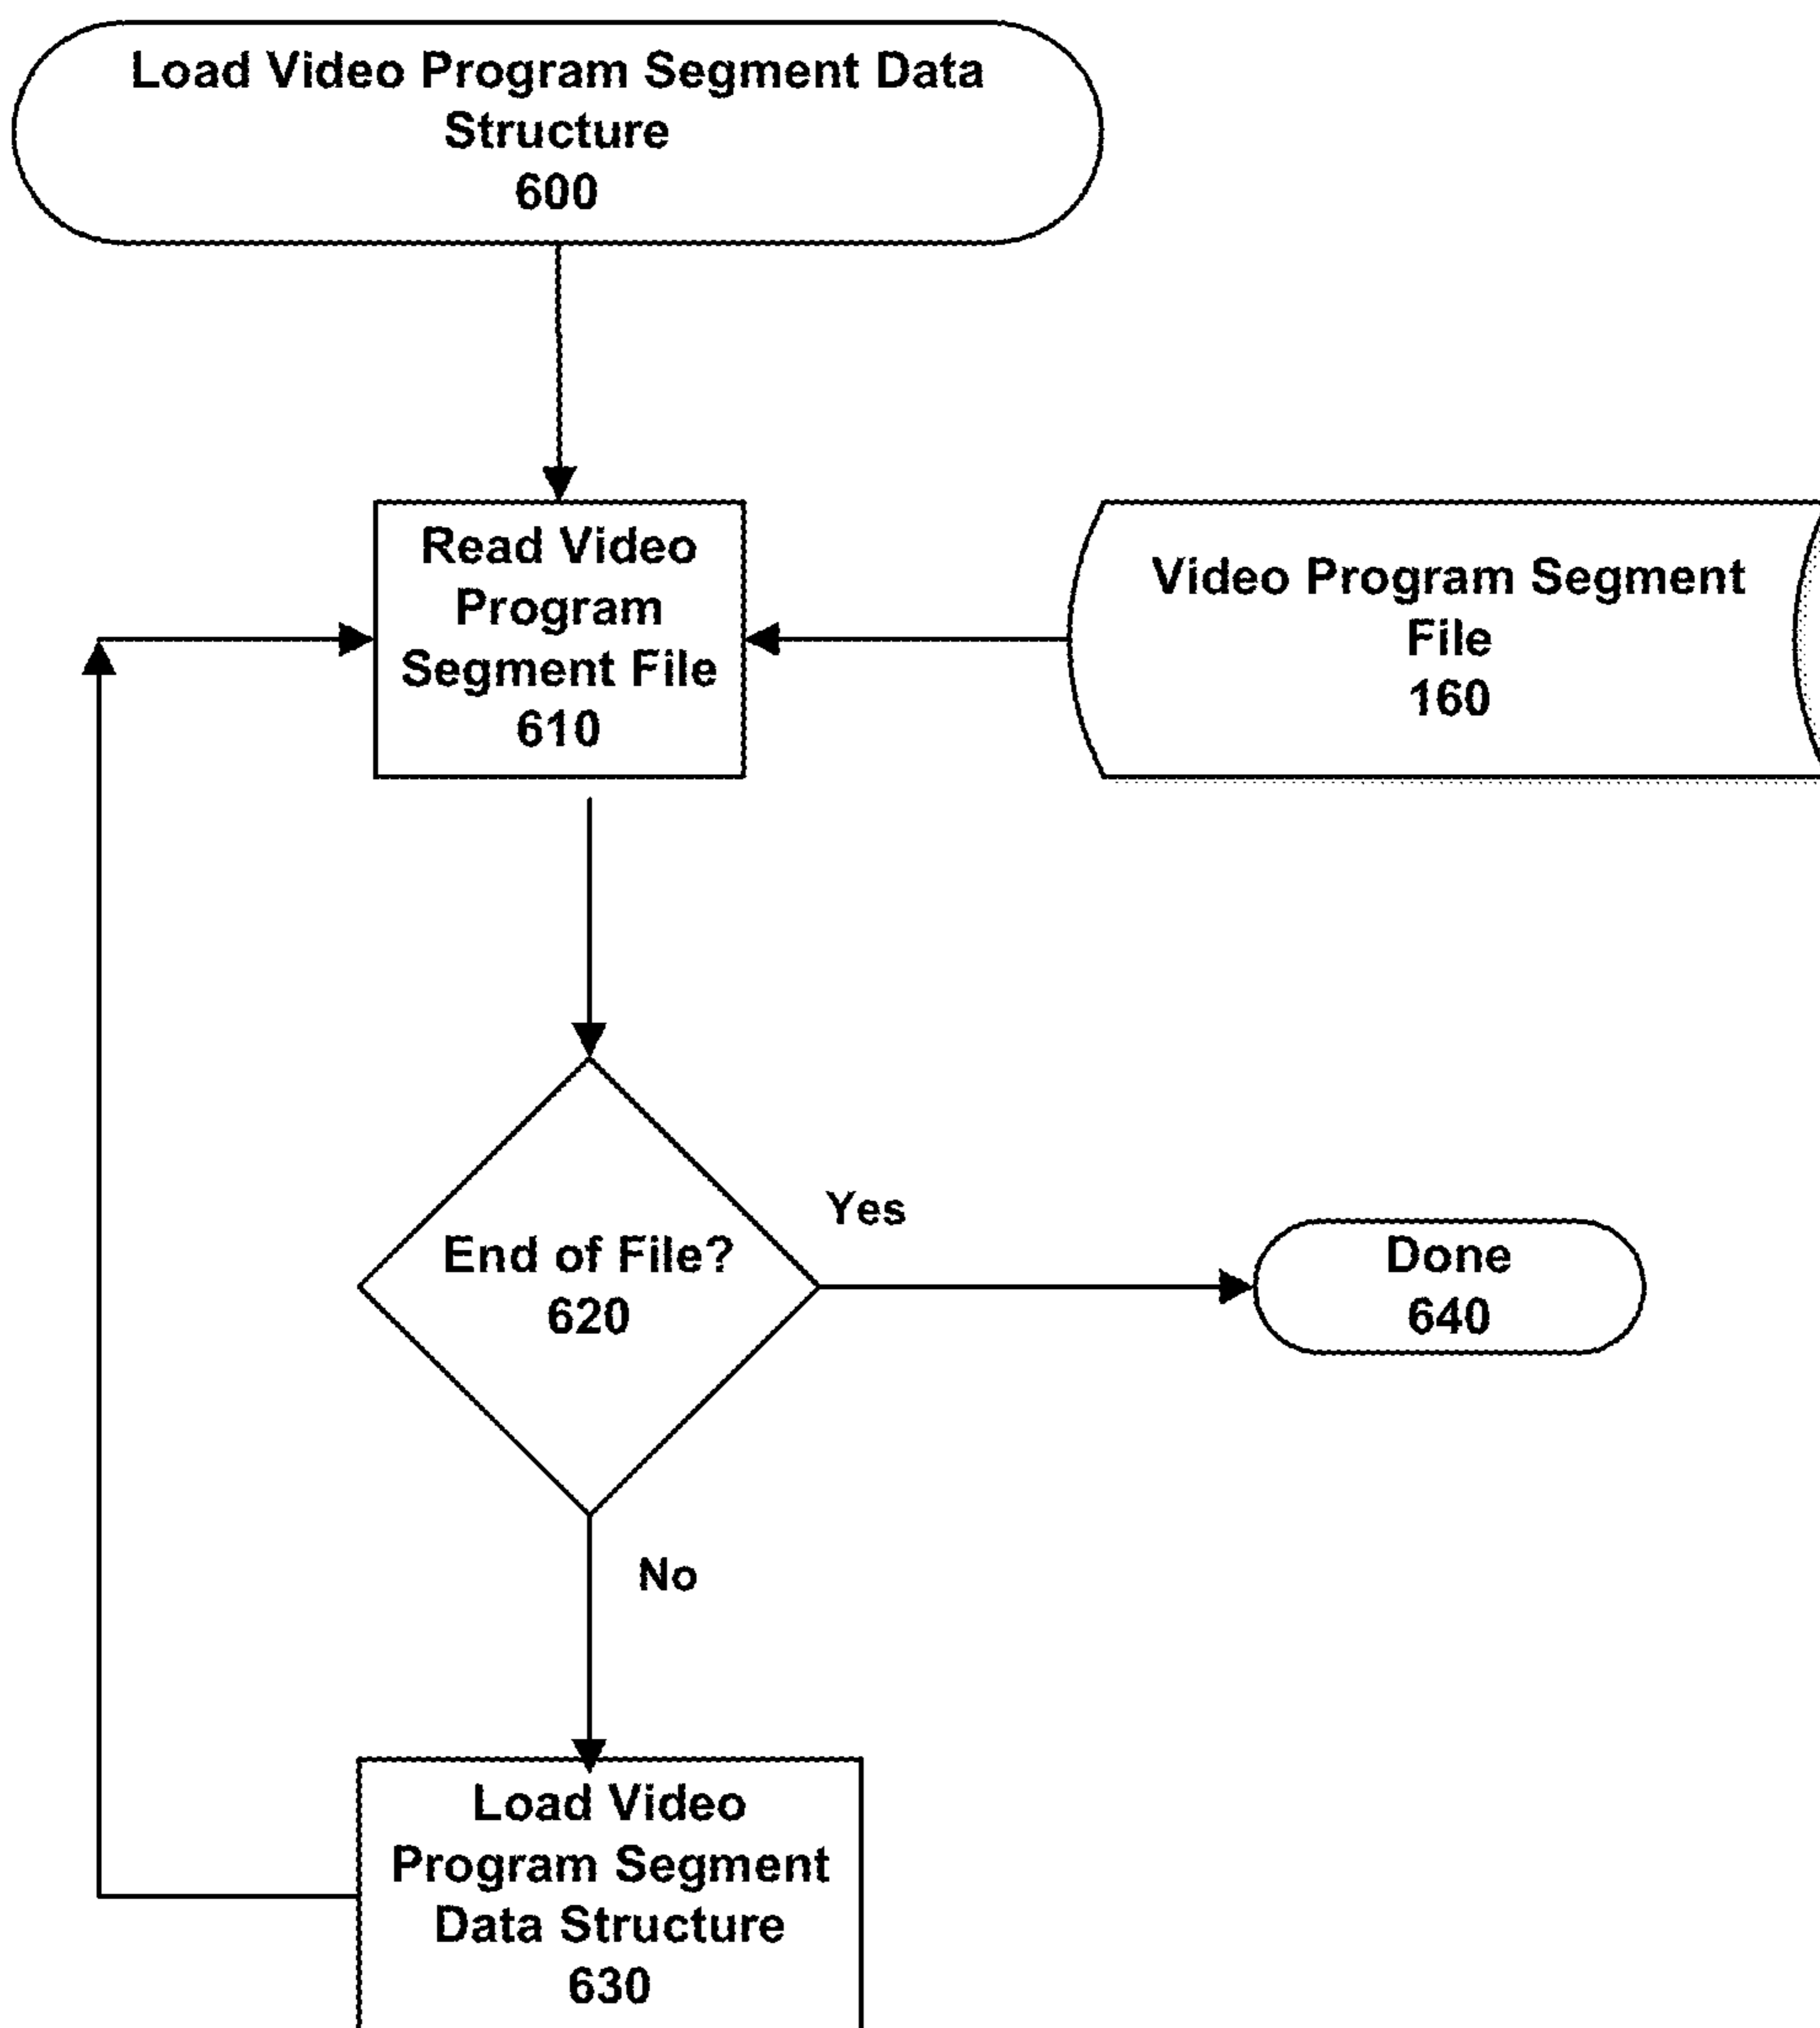 Load Video Program Segment Data
Structure
600
Read Video
Program
Segment File
610
Video Program Segment
File
160
Yes
End of File?
620
Done
640
No
Load Video
Program Segment
Data Structure
630